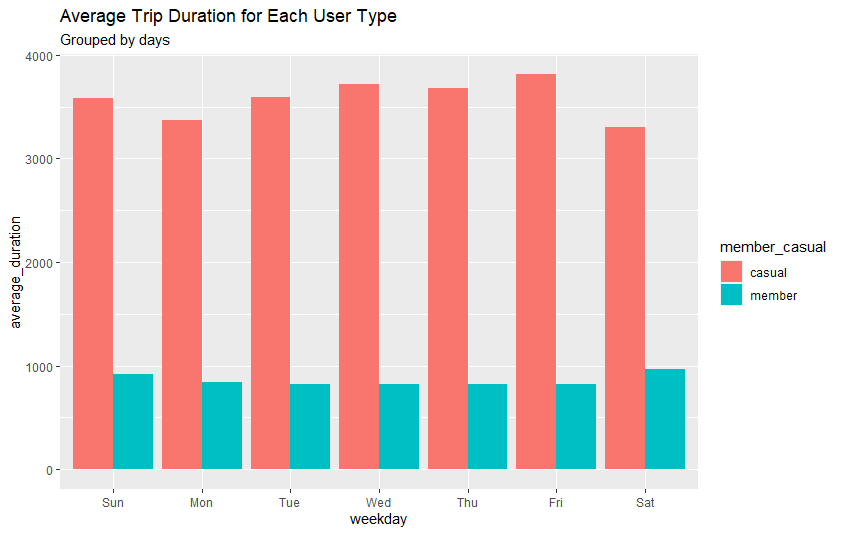 Average Trip Duration for Each User Type
Grouped by days
4000
3000
2000
1000
0
average_duration
Sun Mon Tue Wed Thu Fri Sat
weekday
member_casual
casual
member